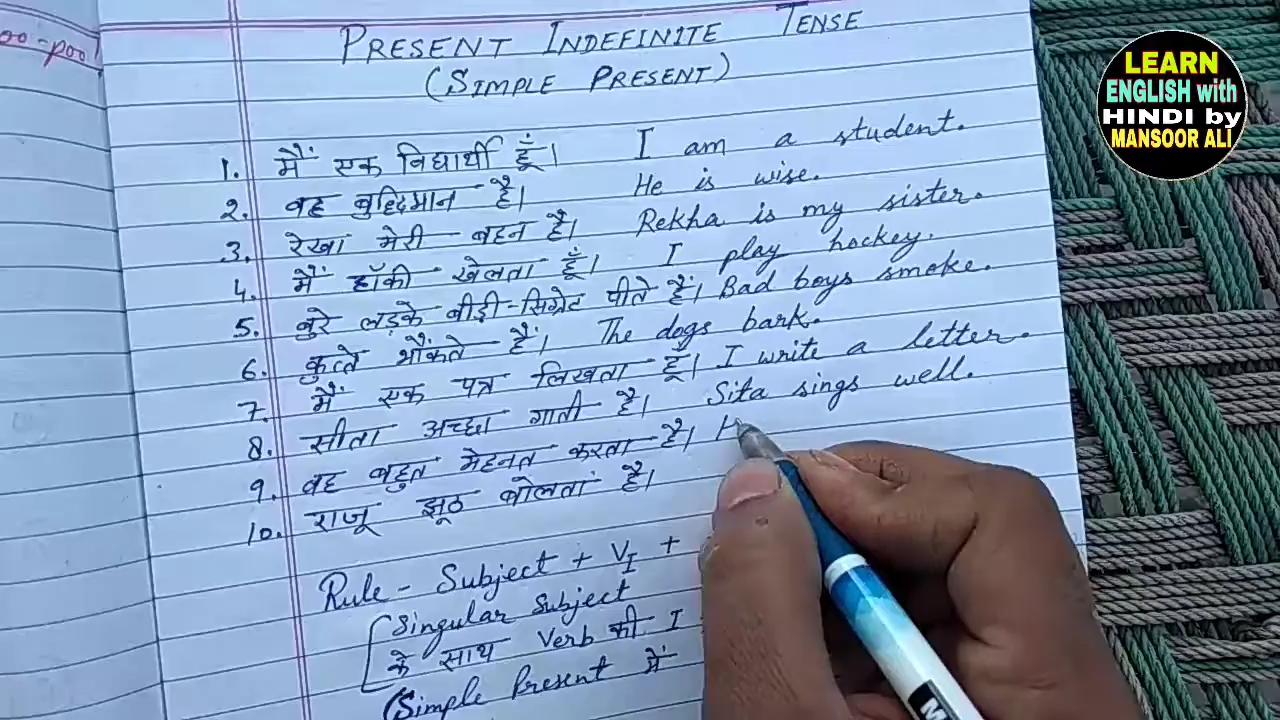 PRESENT INDEFINITE TENSE
(SIMPLE PRESENT)
1. मैं एक विद्यार्थी हूँ। I am a student.
2. वह बुद्धिमान है। He is wise.
3. रेखा मेरी बहन है। Rekha is my sister.
4. मैं हॉकी खेलता हूँ। I play hockey.
5. बुरे लड़के बीड़ी-सिग्रेट पीते हैं। Bad boys smoke.
6. कुत्ते भौंकते हैं। The dogs bark.
7. मैं एक पत्र लिखता हूँ। I write a letter.
8. सीता अच्छा गाती है। Sita sings well.
9. वह बहुत मेहनत करता है। H
10. राजू झूठ बोलता है।
Rule - Subject + V_I +
[Singular Subject
के साथ Verb की I
(Simple Present में
LEARN
ENGLISH with
HINDI by
MANSOOR ALI